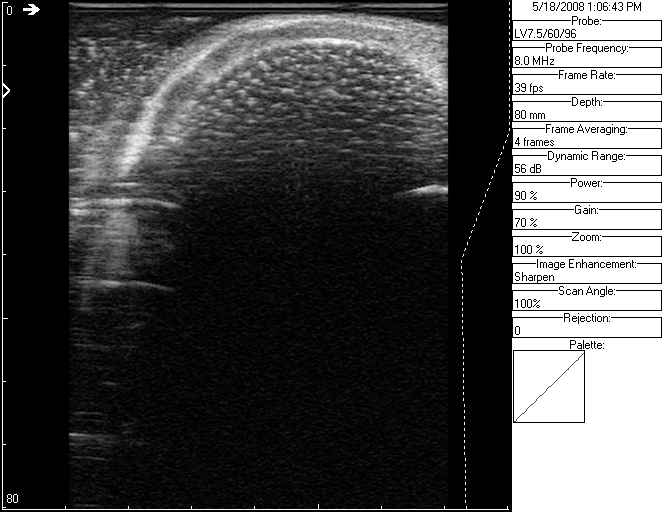 0
80
5/18/2008 1:06:43 PM
Probe:
LV7.5/60/96
Probe Frequency:
8.0 MHz
Frame Rate:
39 fps
Depth:
80 mm
Frame Averaging:
4 frames
Dynamic Range:
56 dB
Power:
90 %
Gain:
70 %
Zoom:
100 %
Image Enhancement:
Sharpen
Scan Angle:
100%
Rejection:
0
Palette: